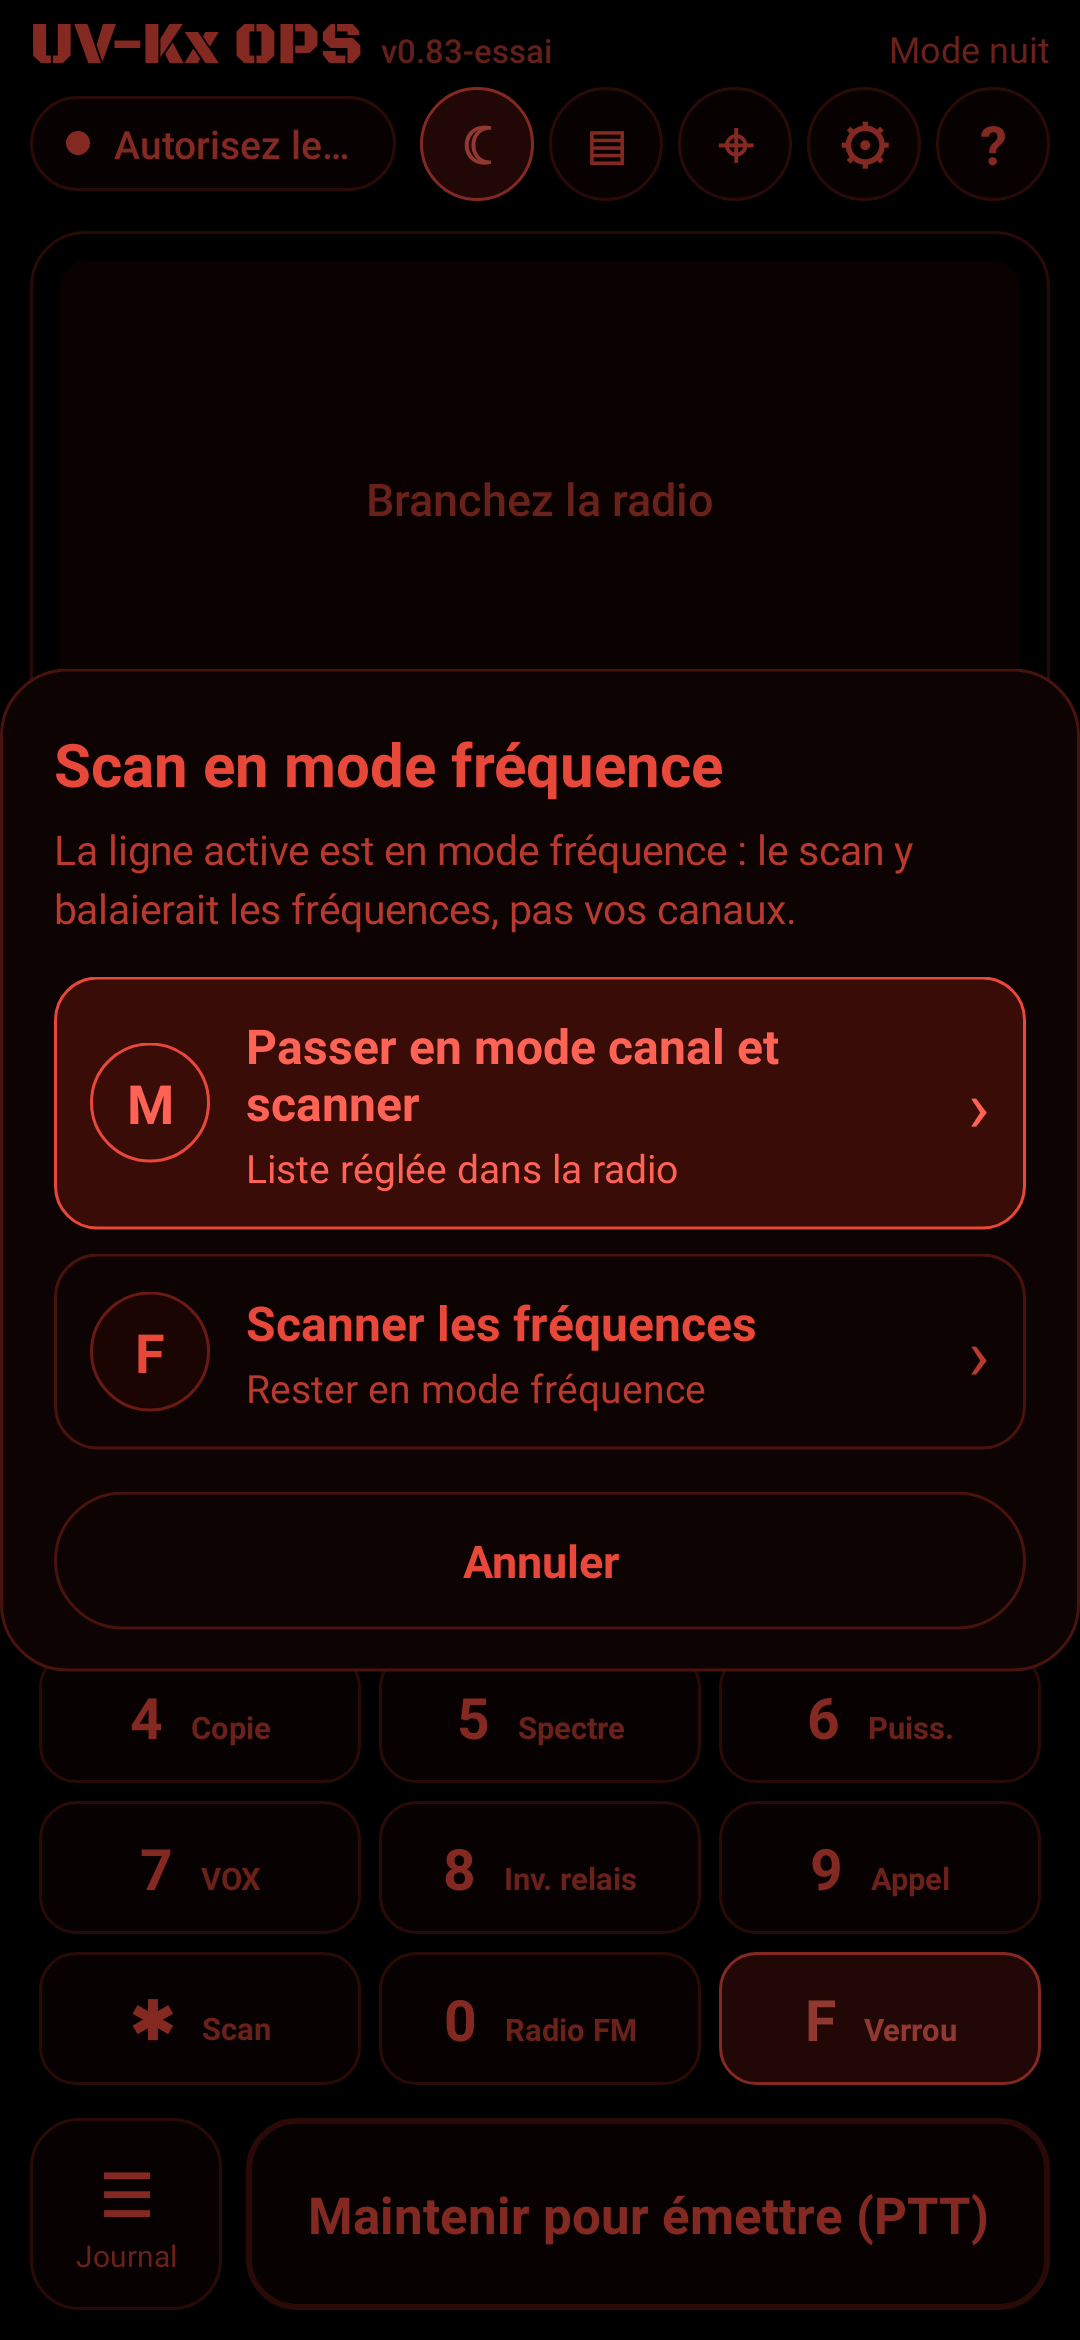 UV-Kx OPS v0.83-essai Mode nuit
Autorisez le… ?
Branchez la radio
Scan en mode fréquence
La ligne active est en mode fréquence : le scan y
balaierait les fréquences, pas vos canaux.
M Passer en mode canal et
scanner
Liste réglée dans la radio
F Scanner les fréquences
Rester en mode fréquence
Annuler
4 Copie 5 Spectre 6 Puiss.
7 VOX 8 Inv. relais 9 Appel
✱ Scan 0 Radio FM F Verrou
Journal
Maintenir pour émettre (PTT)